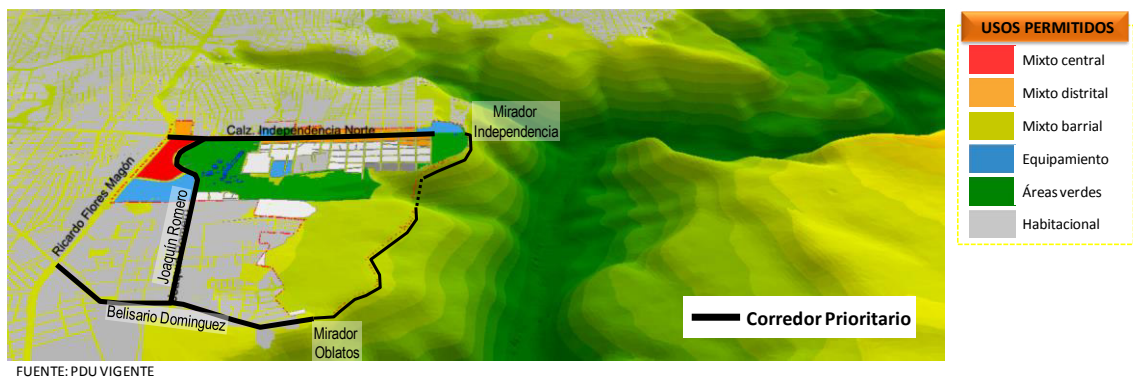 USOS PERMITIDOS
Mixto central
Mixto distrital
Mixto barrial
Equipamiento
Áreas verdes
Habitacional
Mirador
Independencia
Calz. Independencia Norte
Ricardo Flores Magón
Joaquín Romero
Belisario Dominguez
Mirador
Oblatos
Corredor Prioritario
FUENTE: PDU VIGENTE